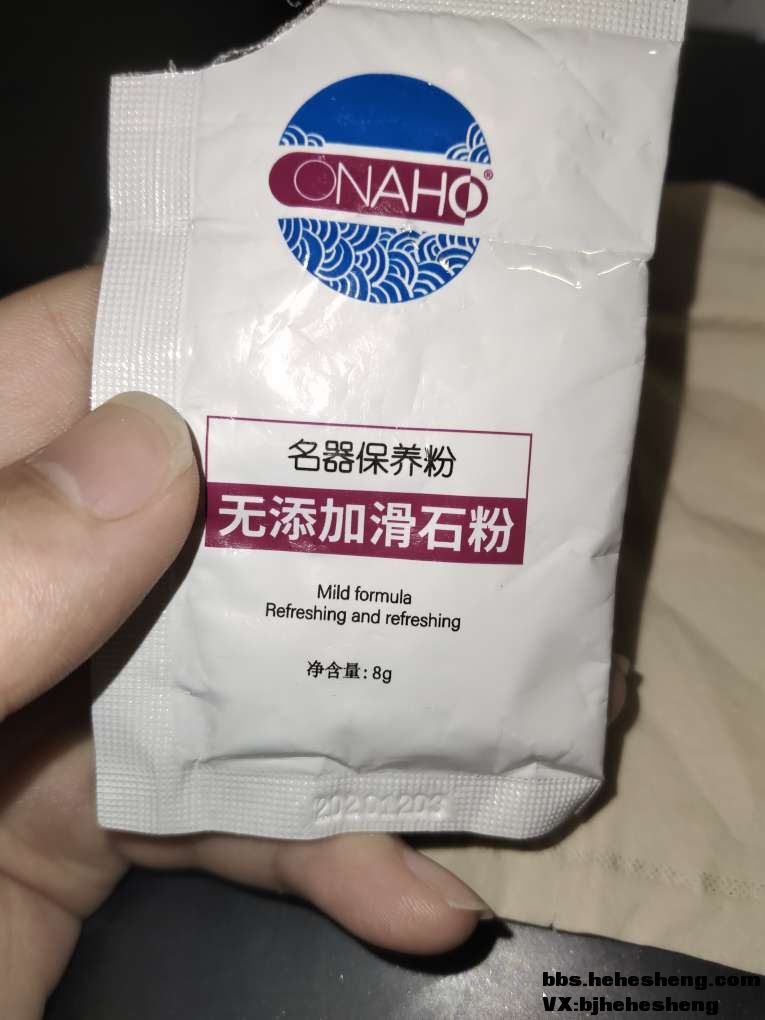 ONAHO®
名器保养粉
无添加滑石粉
Mild formula
Refreshing and refreshing
净含量: 8g
20201203
bbs.hehesheng.com
VX:bjhehesheng